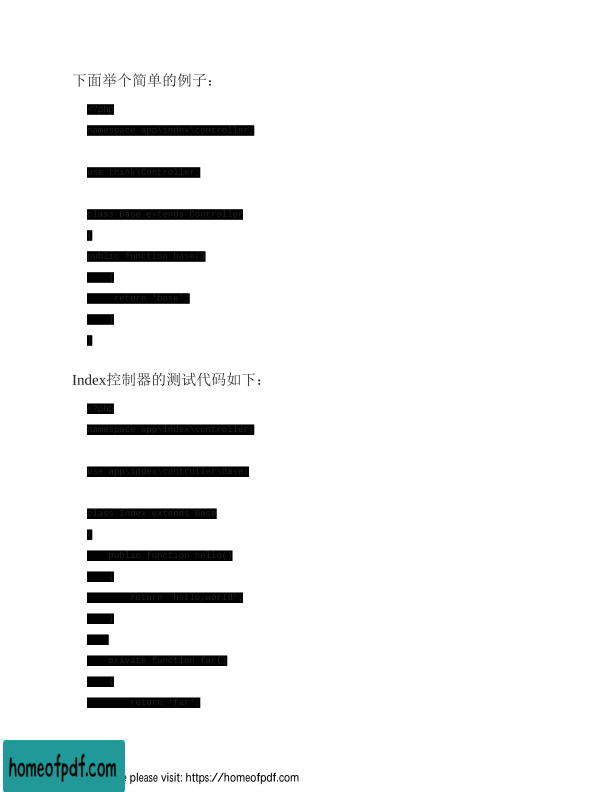 下面举个简单的例子：
<?php
namespace app\index\controller;
use think\Controller;
class Base extends Controller
{
public function base()
{
return 'base';
}
}
Index控制器的测试代码如下：
<?php
namespace app\index\controller;
use app\index\controller\Base;
class Index extends Base
{
public function hello()
{
return 'hello,world';
}
private function far()
{
return 'far';
homeofpdf.com
e please visit: https://homeofpdf.com